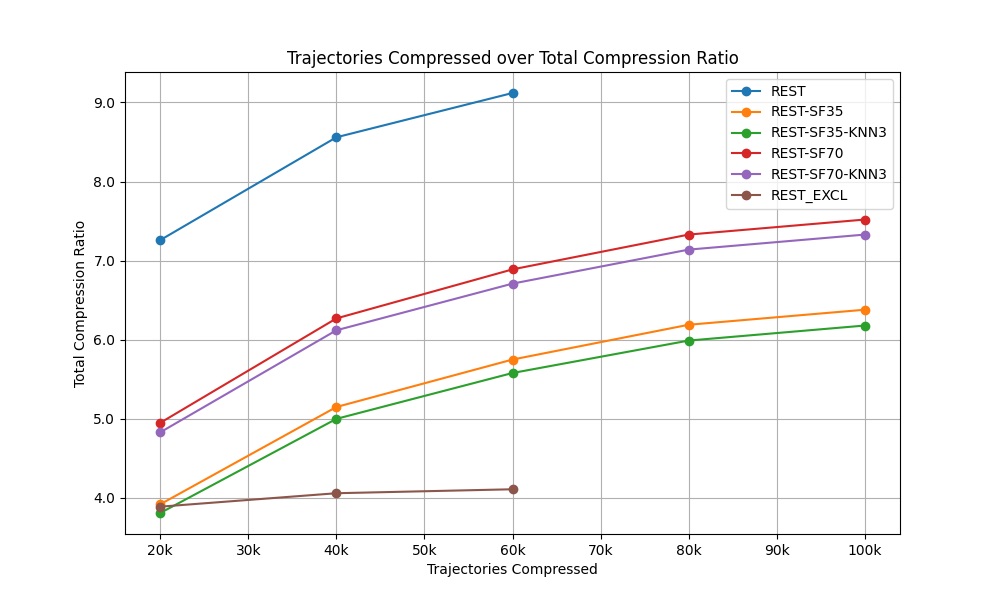 Trajectories Compressed over Total Compression Ratio
REST
REST-SF35
REST-SF35-KNN3
REST-SF70
REST-SF70-KNN3
REST_EXCL
Total Compression Ratio
9.0
8.0
7.0
6.0
5.0
4.0
20k 30k 40k 50k 60k 70k 80k 90k 100k
Trajectories Compressed